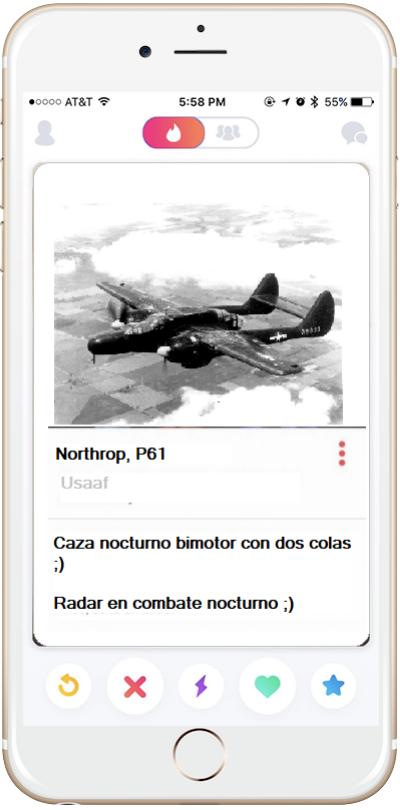 AT&T 5:58 PM 55%
Northrop, P61
Usaaf
Caza nocturno bimotor con dos colas
;)
Radar en combate nocturno ;)